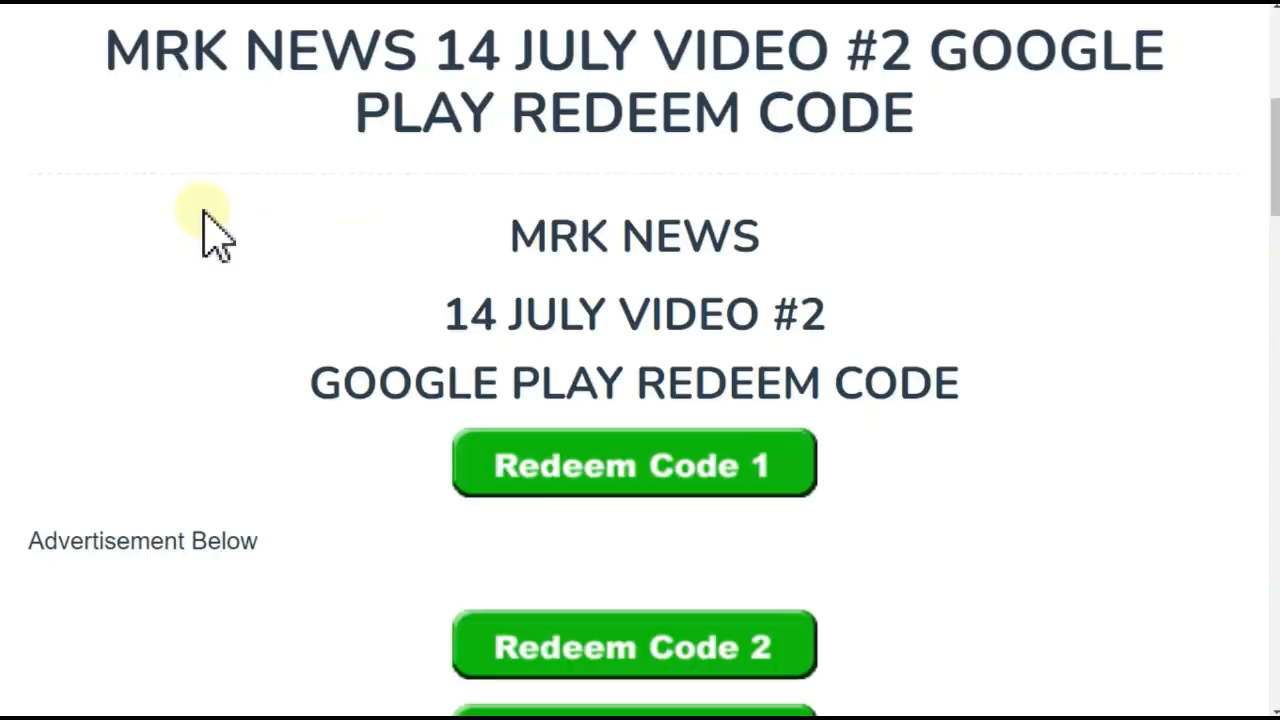 MRK NEWS 14 JULY VIDEO #2 GOOGLE
PLAY REDEEM CODE
MRK NEWS
14 JULY VIDEO #2
GOOGLE PLAY REDEEM CODE
Redeem Code 1
Advertisement Below
Redeem Code 2